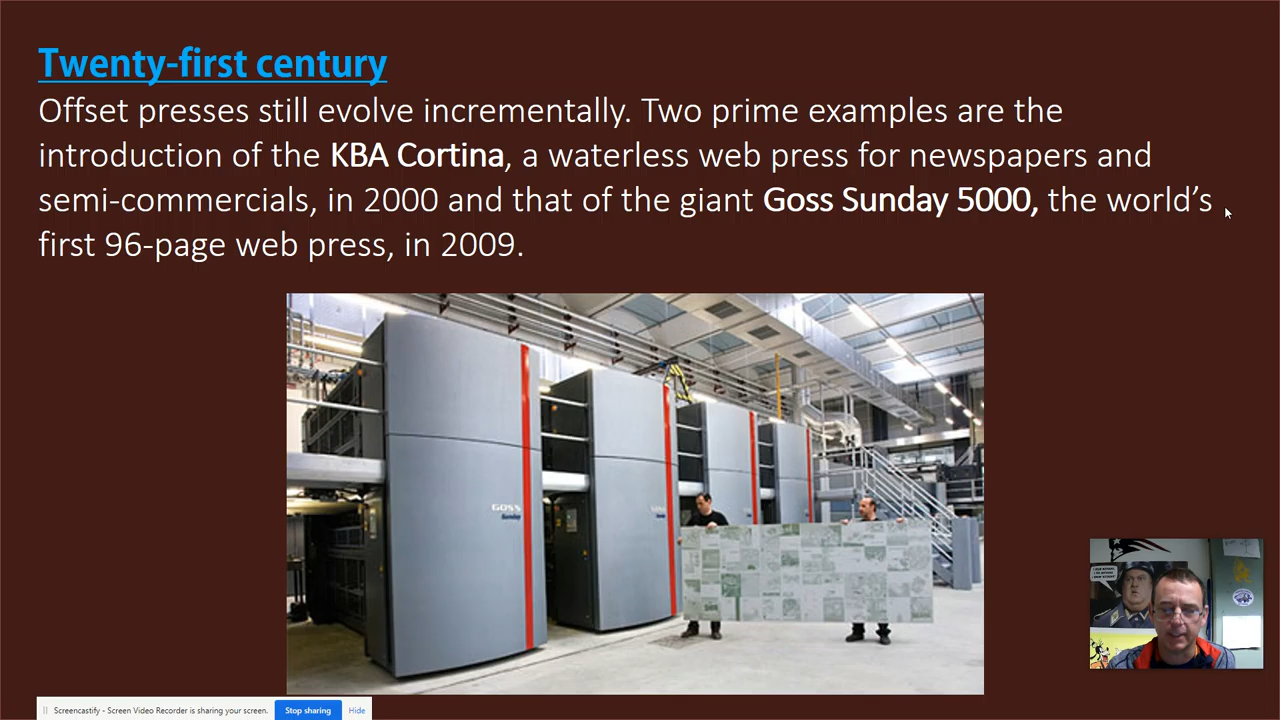 Twenty-first century
Offset presses still evolve incrementally. Two prime examples are the
introduction of the KBA Cortina, a waterless web press for newspapers and
semi-commercials, in 2000 and that of the giant Goss Sunday 5000, the world’s
first 96-page web press, in 2009.
GOSS
Sunday
Screencastify - Screen Video Recorder is sharing your screen.
Stop sharing
Hide